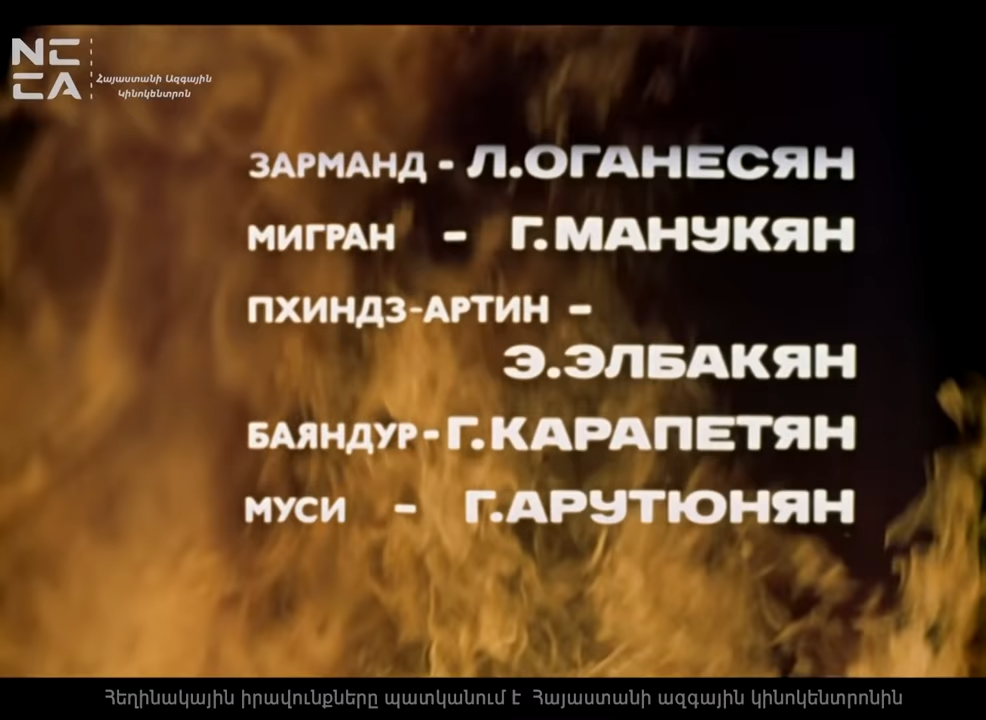 NC
CA
Հայաստանի Ազգային
Կինոկենտրոն
ЗАРМАНД - Л.ОГАНЕСЯН
МИГРАН - Г.МАНУКЯН
ПХИНДЗ-АРТИН -
Э.ЭЛБАКЯН
БАЯНДУР - Г.КАРАПЕТЯН
МУСИ - Г.АРУТЮНЯН
Հեղինակային իրավունքները պատկանում է Հայաստանի ազգային կինոկենտրոնին